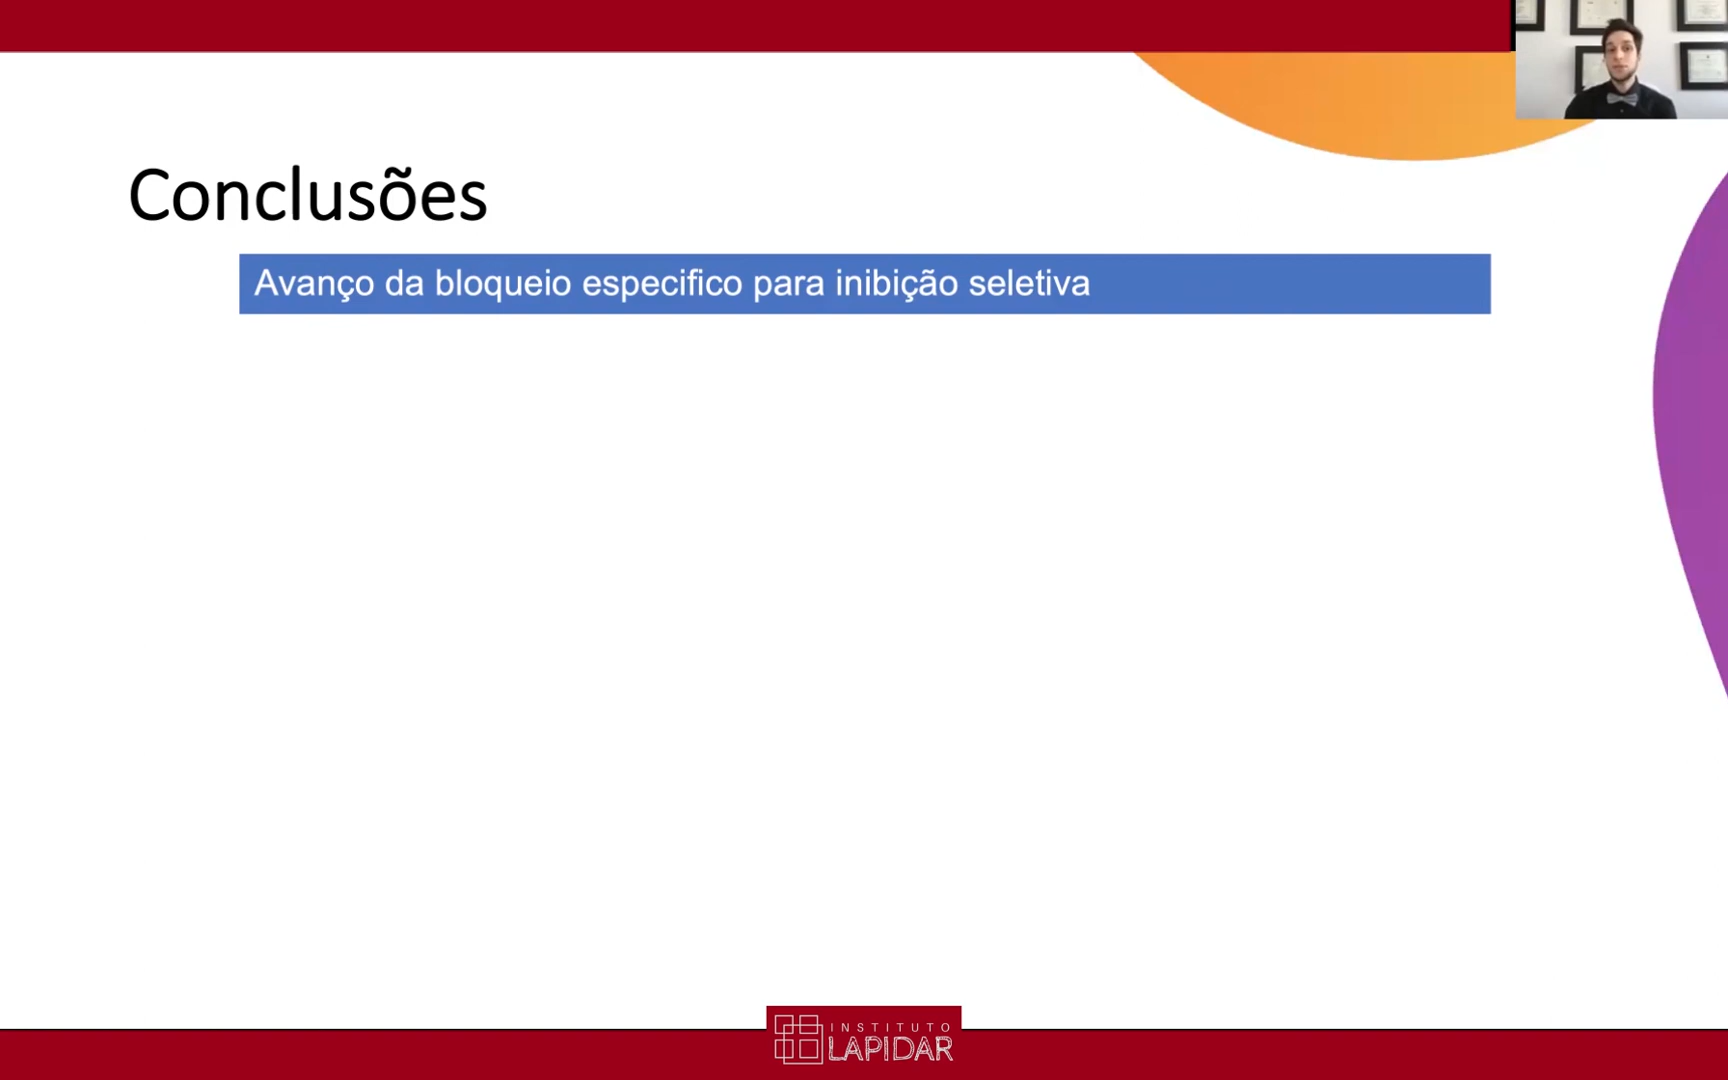 Conclusões
Avanço da bloqueio especifico para inibição seletiva
INSTITUTO
LAPIDAR